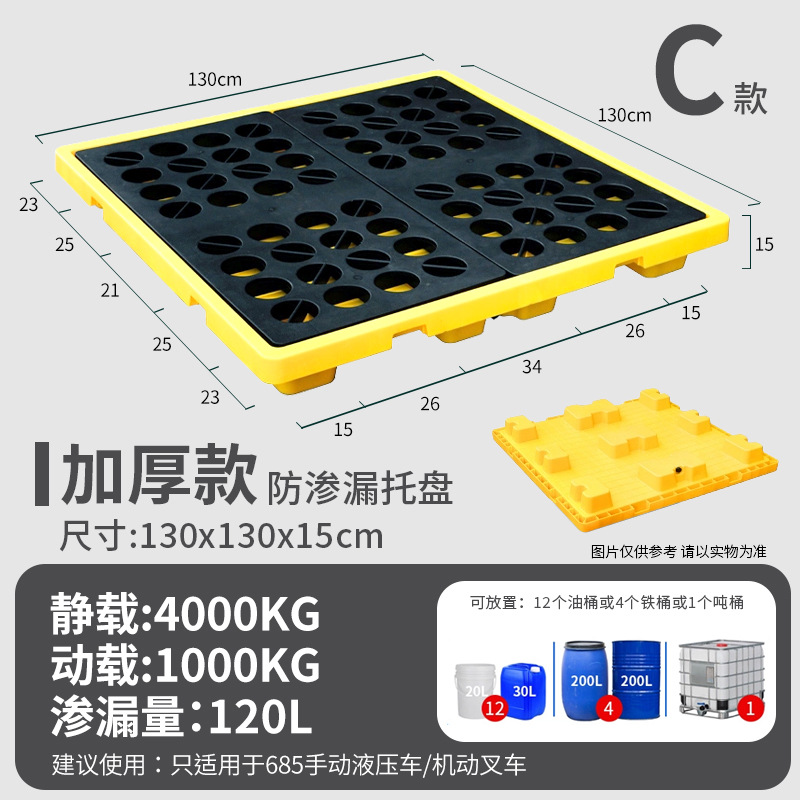 C款
130cm
130cm
23
25
21
25
23
15
15
26
34
26
15
加厚款 防渗漏托盘
尺寸:130x130x15cm
图片仅供参考 请以实物为准
静载:4000KG
动载:1000KG
渗漏量:120L
建议使用：只适用于685手动液压车/机动叉车
可放置：12个油桶或4个铁桶或1个吨桶
20L
30L
12
200L
200L
4
1